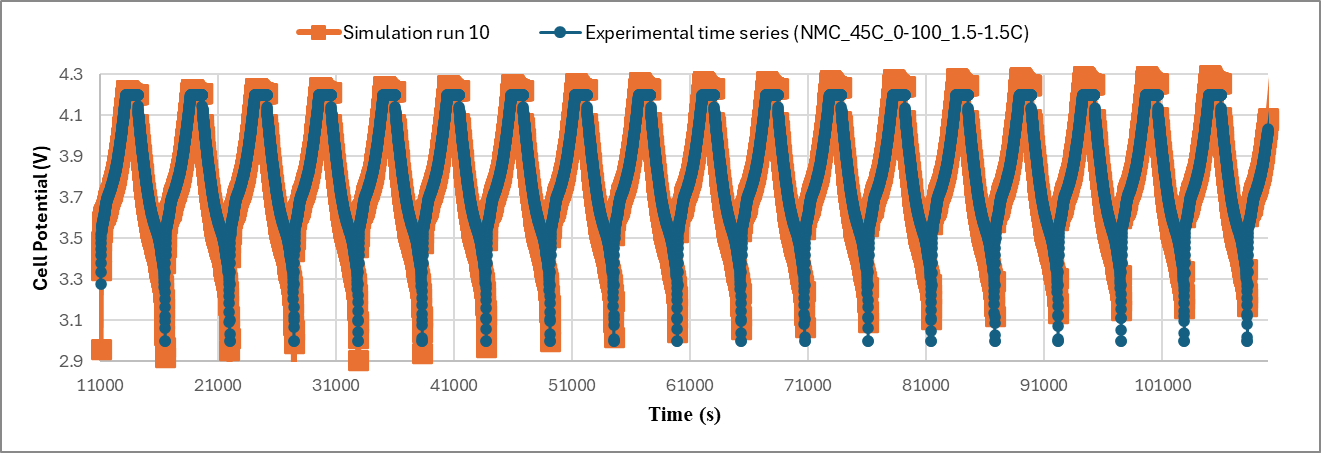 Simulation run 10 Experimental time series (NMC_45C_0-100_1.5-1.5C)
4.3
4.1
3.9
3.7
3.5
3.3
3.1
2.9
Cell Potential (V)
11000 21000 31000 41000 51000 61000 71000 81000 91000 101000
Time (s)